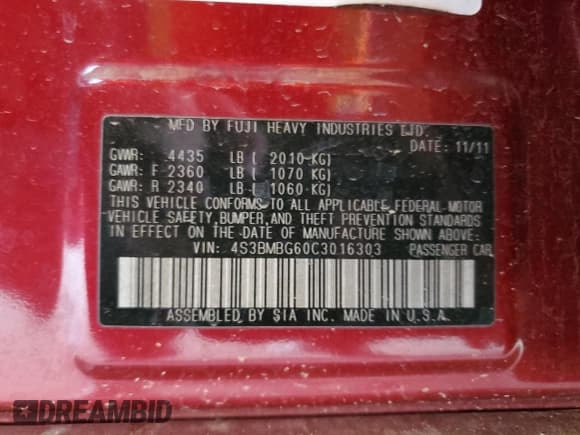 MFD BY FUJI HEAVY INDUSTRIES LTD.
DATE: 11/11
GVWR: 4435 LB ( 2010 KG)
GAWR: F 2360 LB ( 1070 KG)
GAWR: R 2340 LB ( 1060 KG)
THIS VEHICLE CONFORMS TO ALL APPLICABLE FEDERAL MOTOR
VEHICLE SAFETY, BUMPER, AND THEFT PREVENTION STANDARDS
IN EFFECT ON THE DATE OF MANUFACTURE SHOWN ABOVE.
VIN: 4S3BMBG60C3016303 PASSENGER CAR
ASSEMBLED BY SIA INC. MADE IN U.S.A.
DREAMBID